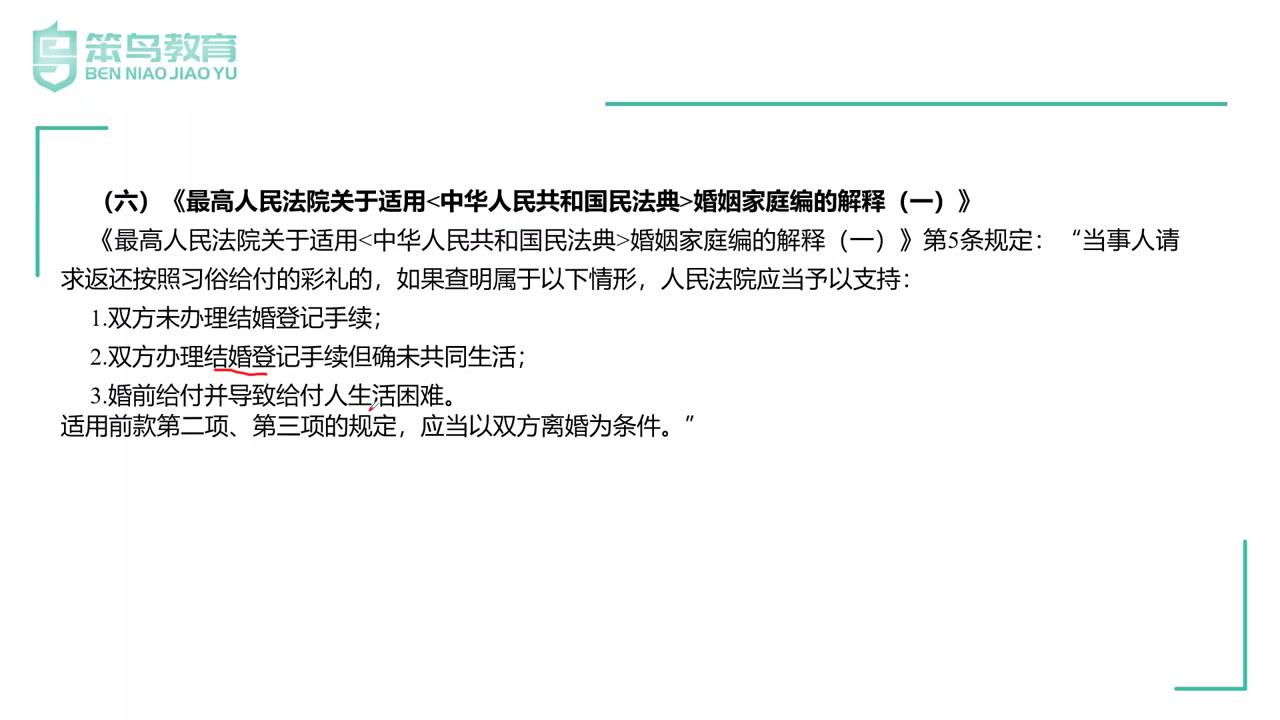 笨鸟教育
BEN NIAO JIAO YU
（六）《最高人民法院关于适用<中华人民共和国民法典>婚姻家庭编的解释（一）》
《最高人民法院关于适用<中华人民共和国民法典>婚姻家庭编的解释（一）》第5条规定：“当事人请
求返还按照习俗给付的彩礼的，如果查明属于以下情形，人民法院应当予以支持：
1.双方未办理结婚登记手续；
2.双方办理结婚登记手续但确未共同生活；
3.婚前给付并导致给付人生活困难。
适用前款第二项、第三项的规定，应当以双方离婚为条件。”